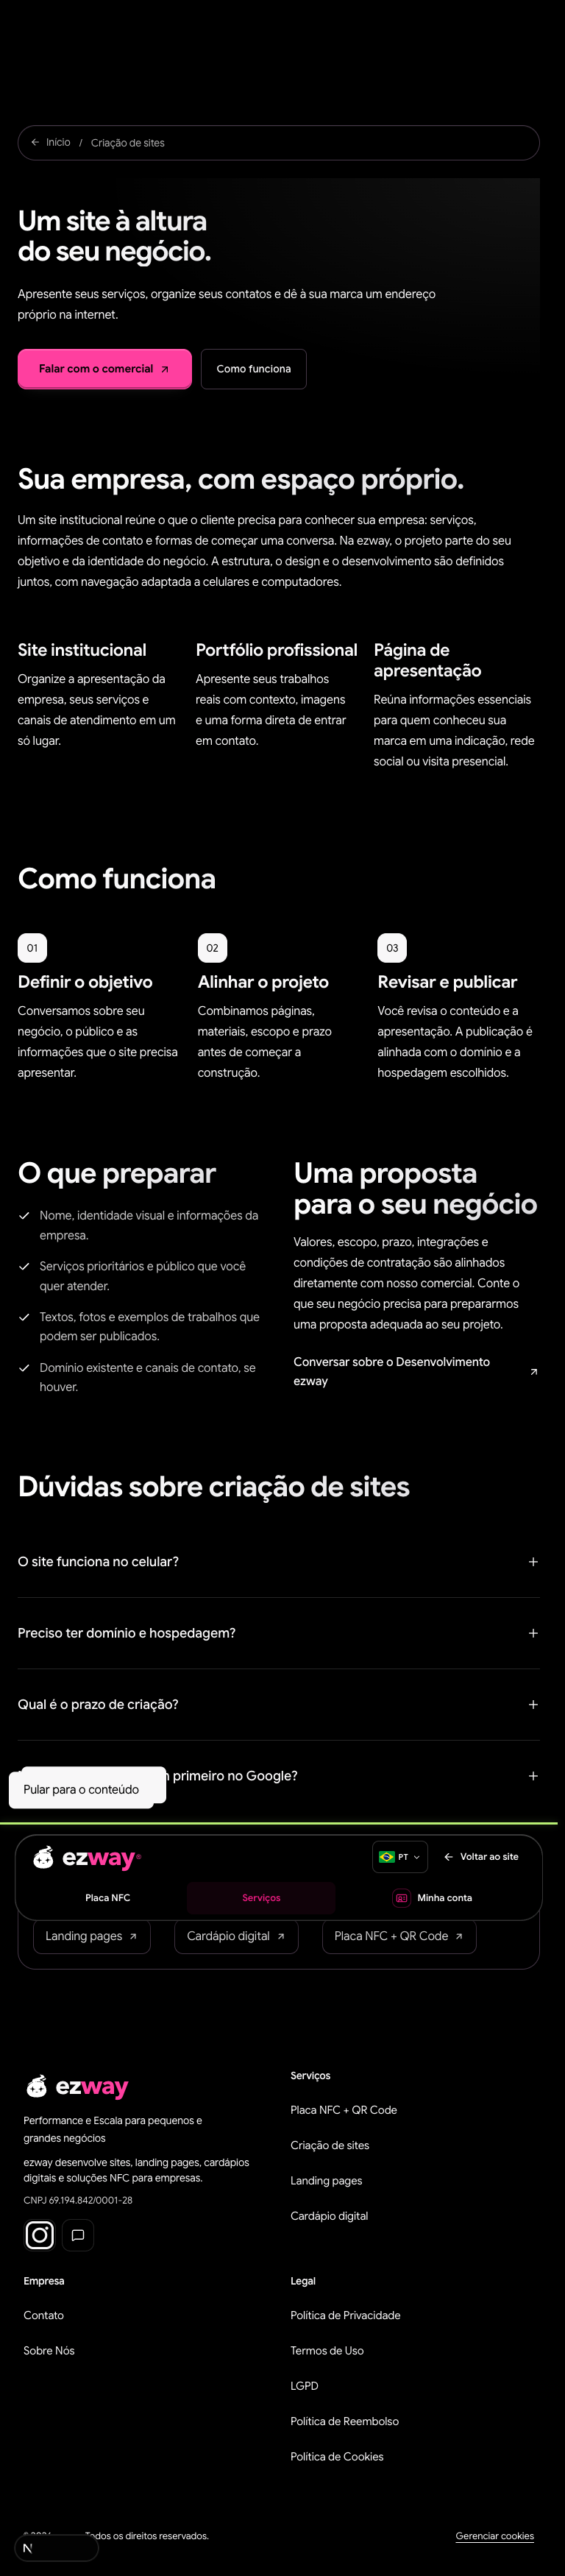 Início / Criação de sites
Um site à altura
do seu negócio.
Apresente seus serviços, organize seus contatos e dê à sua marca um endereço
próprio na internet.
Falar com o comercial
Como funciona
Sua empresa, com espaço próprio.
Um site institucional reúne o que o cliente precisa para conhecer sua empresa: serviços,
informações de contato e formas de começar uma conversa. Na ezway, o projeto parte do seu
objetivo e da identidade do negócio. A estrutura, o design e o desenvolvimento são definidos
juntos, com navegação adaptada a celulares e computadores.
Site institucional
Organize a apresentação da
empresa, seus serviços e
canais de atendimento em um
só lugar.
Portfólio profissional
Apresente seus trabalhos
reais com contexto, imagens
e uma forma direta de entrar
em contato.
Página de
apresentação
Reúna informações essenciais
para quem conheceu sua
marca em uma indicação, rede
social ou visita presencial.
Como funciona
01
Definir o objetivo
Conversamos sobre seu
negócio, o público e as
informações que o site precisa
apresentar.
02
Alinhar o projeto
Combinamos páginas,
materiais, escopo e prazo
antes de começar a
construção.
03
Revisar e publicar
Você revisa o conteúdo e a
apresentação. A publicação é
alinhada com o domínio e a
hospedagem escolhidos.
O que preparar
Nome, identidade visual e informações da
empresa.
Serviços prioritários e público que você
quer atender.
Textos, fotos e exemplos de trabalhos que
podem ser publicados.
Domínio existente e canais de contato, se
houver.
Uma proposta
para o seu negócio
Valores, escopo, prazo, integrações e
condições de contratação são alinhados
diretamente com nosso comercial. Conte o
que seu negócio precisa para prepararmos
uma proposta adequada ao seu projeto.
Conversar sobre o Desenvolvimento
ezway
Dúvidas sobre criação de sites
O site funciona no celular?
Preciso ter domínio e hospedagem?
Qual é o prazo de criação?
primeiro no Google?
Pular para o conteúdo
ezway
PT
Voltar ao site
Placa NFC
Serviços
Minha conta
Landing pages
Cardápio digital
Placa NFC + QR Code
ezway
Performance e Escala para pequenos e
grandes negócios
ezway desenvolve sites, landing pages, cardápios
digitais e soluções NFC para empresas.
CNPJ 69.194.842/0001-28
Serviços
Placa NFC + QR Code
Criação de sites
Landing pages
Cardápio digital
Empresa
Contato
Sobre Nós
Legal
Política de Privacidade
Termos de Uso
LGPD
Política de Reembolso
Política de Cookies
Todos os direitos reservados.
Gerenciar cookies
N